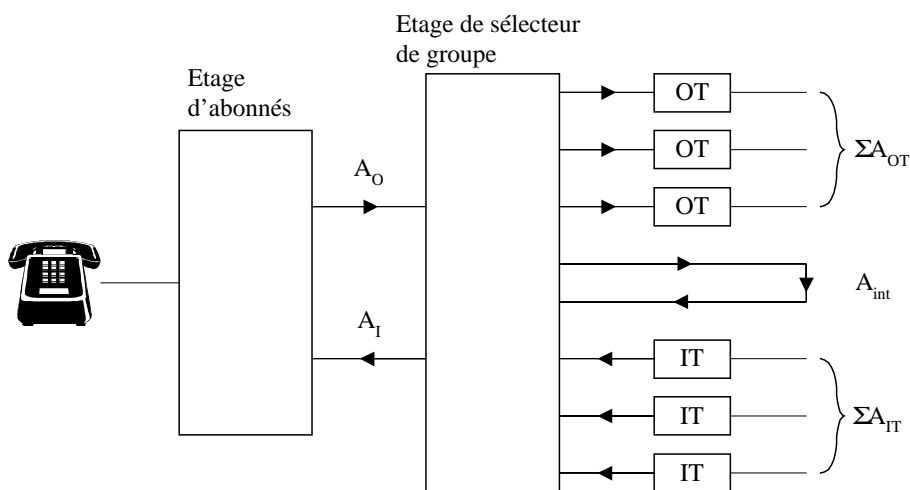 Etage de sélecteur
de groupe
Etage
d’abonnés
OT
OT
ΣA_OT
A_O
OT
A_int
A_I
IT
IT
ΣA_IT
IT